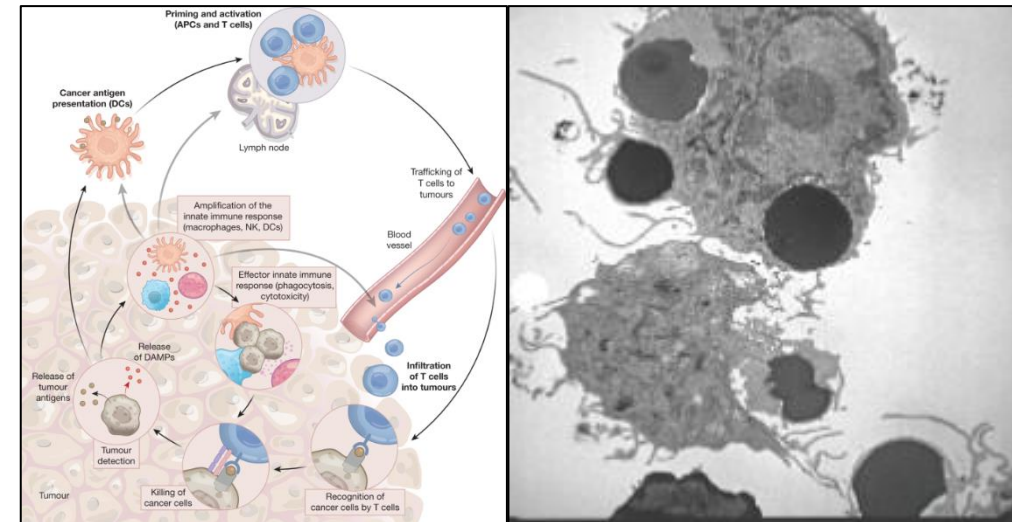 Priming and activation
(APCs and T cells)
Cancer antigen
presentation (DCs)
Lymph node
Trafficking of
T cells to
tumours
Amplification of the
innate immune response
(macrophages, NK, DCs)
Blood
vessel
Effector innate immune
response (phagocytosis,
cytotoxicity)
Release
of DAMPs
Infiltration
of T cells
into tumours
Release of
tumour
antigens
Tumour
detection
Tumour
Killing of
cancer cells
Recognition of
cancer cells by T cells